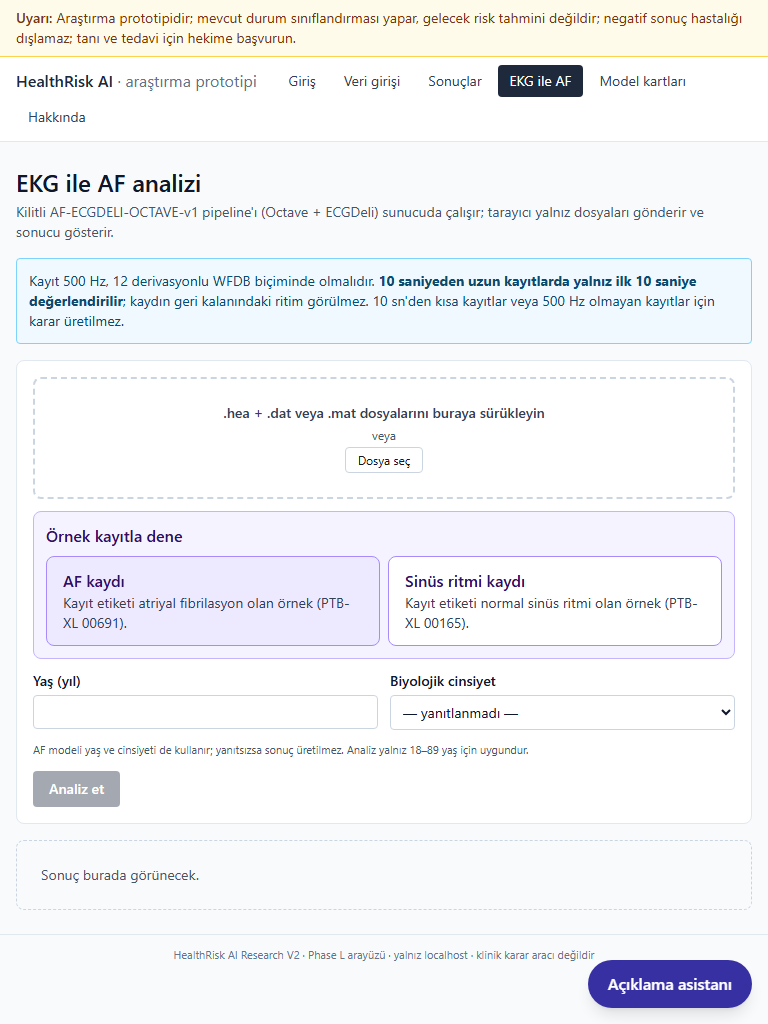 Uyarı: Araştırma prototipidir; mevcut durum sınıflandırması yapar, gelecek risk tahmini değildir; negatif sonuç hastalığı
dışlamaz; tanı ve tedavi için hekime başvurun.
HealthRisk AI · araştırma prototipi
Giriş
Veri girişi
Sonuçlar
EKG ile AF
Model kartları
Hakkında
EKG ile AF analizi
Kilitli AF-ECGDELI-OCTAVE-v1 pipeline'ı (Octave + ECGDeli) sunucuda çalışır; tarayıcı yalnız dosyaları gönderir ve
sonucu gösterir.
Kayıt 500 Hz, 12 derivasyonlu WFDB biçiminde olmalıdır. 10 saniyeden uzun kayıtlarda yalnız ilk 10 saniye
değerlendirilir; kaydın geri kalanındaki ritim görülmez. 10 sn'den kısa kayıtlar veya 500 Hz olmayan kayıtlar için
karar üretilmez.
.hea + .dat veya .mat dosyalarını buraya sürükleyin
veya
Dosya seç
Örnek kayıtla dene
AF kaydı
Kayıt etiketi atriyal fibrilasyon olan örnek (PTB-
XL 00691).
Sinüs ritmi kaydı
Kayıt etiketi normal sinüs ritmi olan örnek (PTB-
XL 00165).
Yaş (yıl)
Biyolojik cinsiyet
— yanıtlanmadı —
AF modeli yaş ve cinsiyeti de kullanır; yanıtsızsa sonuç üretilmez. Analiz yalnız 18–89 yaş için uygundur.
Analiz et
Sonuç burada görünecek.
HealthRisk AI Research V2 · Phase L arayüzü · yalnız localhost · klinik karar aracı değildir
Açıklama asistanı